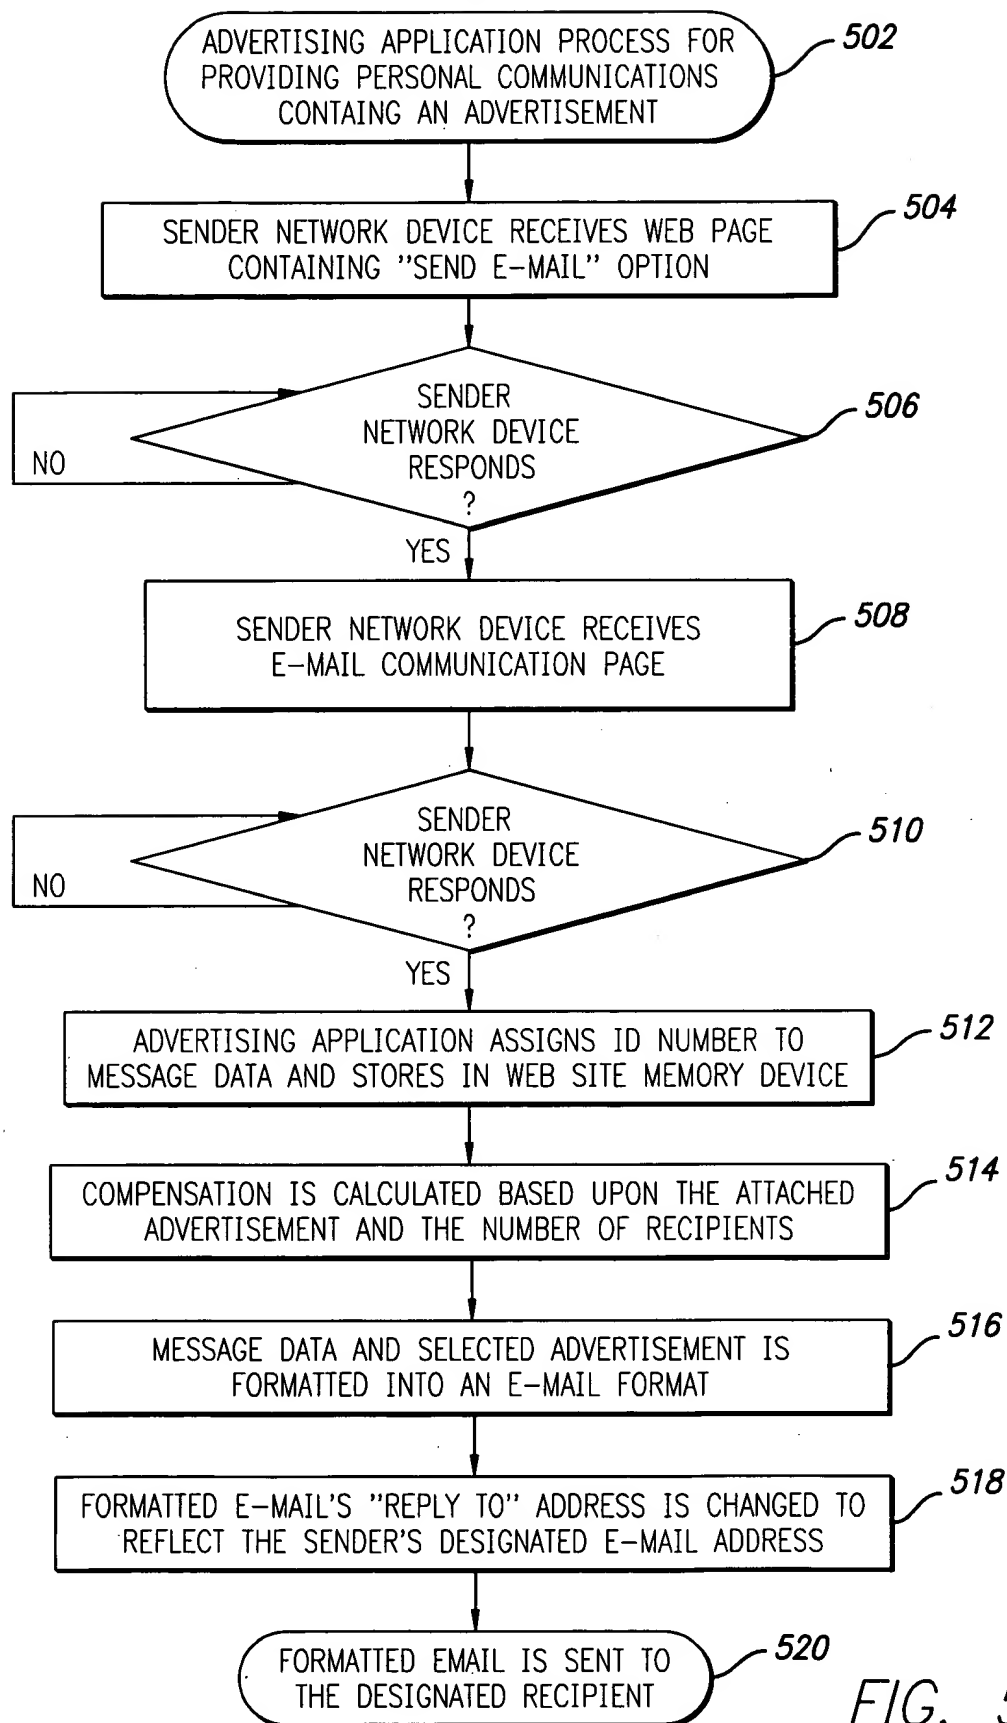 ADVERTISING APPLICATION PROCESS FOR
PROVIDING PERSONAL COMMUNICATIONS
CONTAING AN ADVERTISEMENT
502
SENDER NETWORK DEVICE RECEIVES WEB PAGE
CONTAINING "SEND E-MAIL" OPTION
504
SENDER
NETWORK DEVICE
RESPONDS
?
506
NO
YES
SENDER NETWORK DEVICE RECEIVES
E-MAIL COMMUNICATION PAGE
508
SENDER
NETWORK DEVICE
RESPONDS
?
510
NO
YES
ADVERTISING APPLICATION ASSIGNS ID NUMBER TO
MESSAGE DATA AND STORES IN WEB SITE MEMORY DEVICE
512
COMPENSATION IS CALCULATED BASED UPON THE ATTACHED
ADVERTISEMENT AND THE NUMBER OF RECIPIENTS
514
MESSAGE DATA AND SELECTED ADVERTISEMENT IS
FORMATTED INTO AN E-MAIL FORMAT
516
FORMATTED E-MAIL'S "REPLY TO" ADDRESS IS CHANGED TO
REFLECT THE SENDER'S DESIGNATED E-MAIL ADDRESS
518
FORMATTED EMAIL IS SENT TO
THE DESIGNATED RECIPIENT
520
FIG. 5